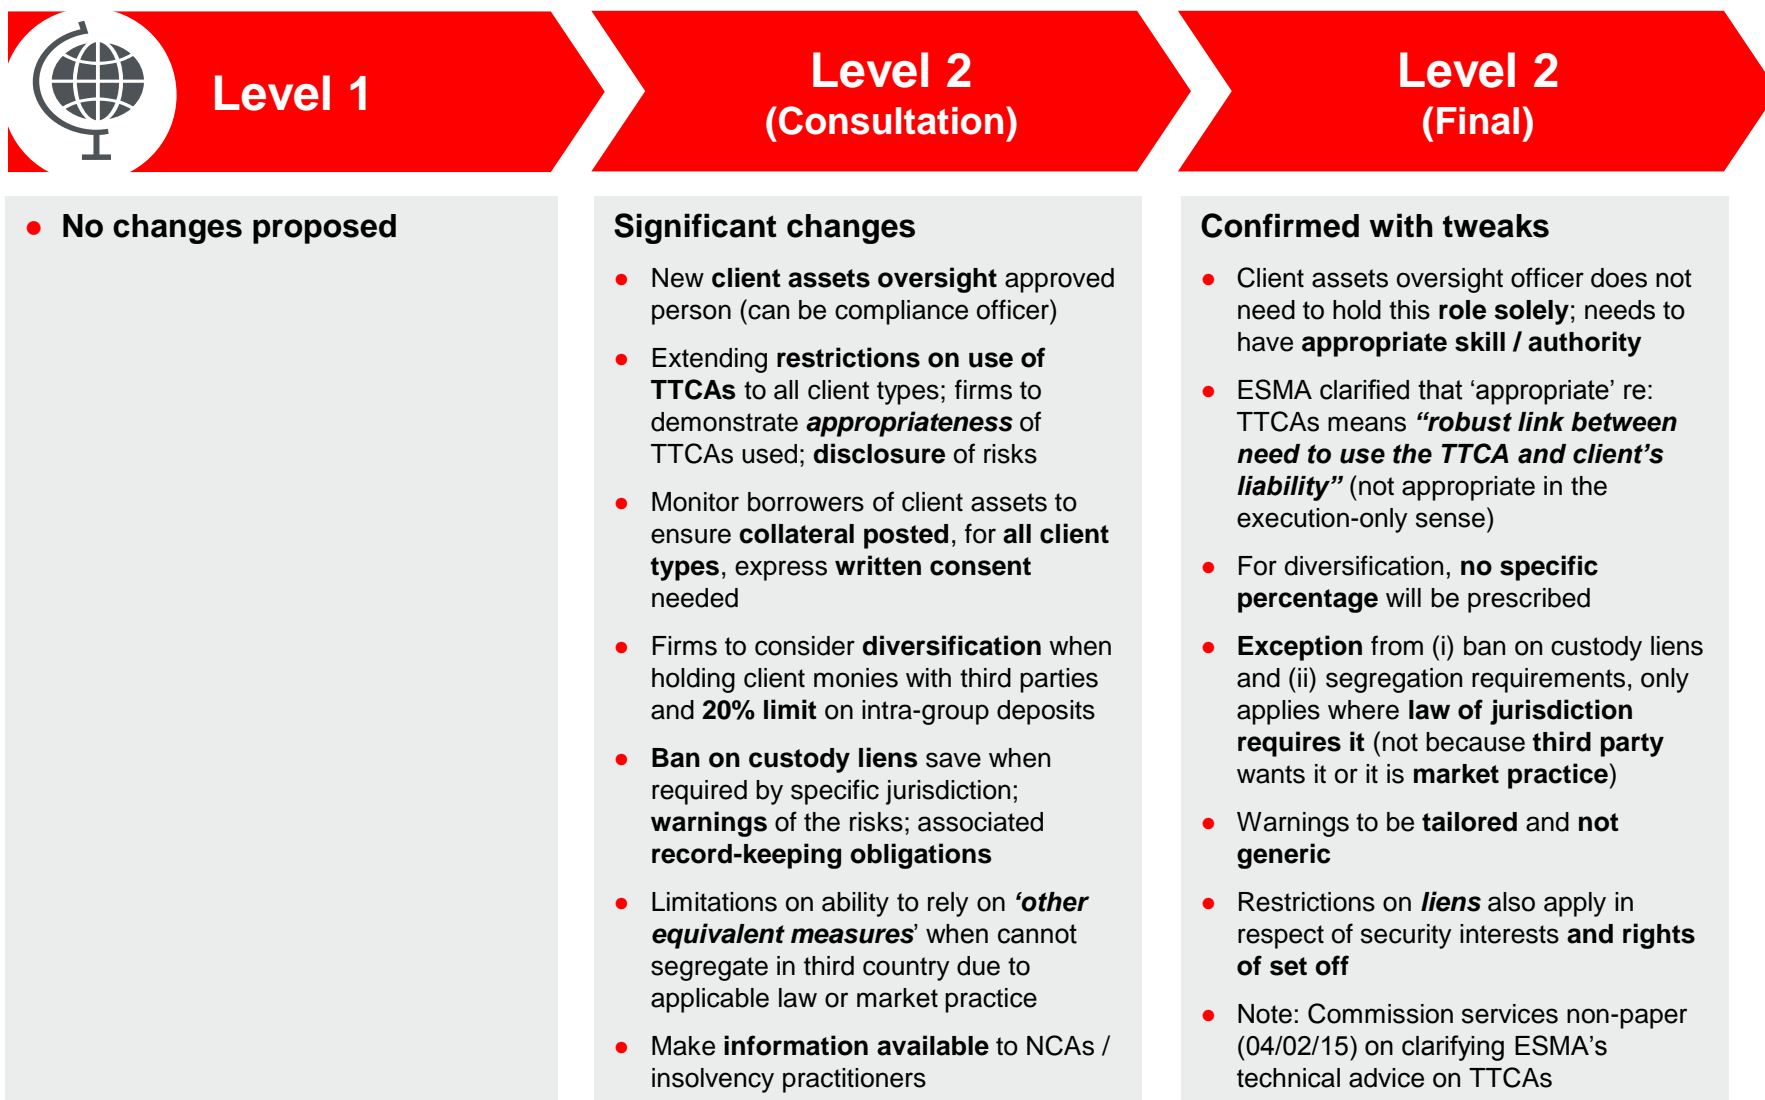 Level 1
Level 2
(Consultation)
Level 2
(Final)
● No changes proposed
Significant changes
● New client assets oversight approved
person (can be compliance officer)
● Extending restrictions on use of
TTCAs to all client types; firms to
demonstrate appropriateness of
TTCAs used; disclosure of risks
● Monitor borrowers of client assets to
ensure collateral posted, for all client
types, express written consent
needed
● Firms to consider diversification when
holding client monies with third parties
and 20% limit on intra-group deposits
● Ban on custody liens save when
required by specific jurisdiction;
warnings of the risks; associated
record-keeping obligations
● Limitations on ability to rely on ‘other
equivalent measures’ when cannot
segregate in third country due to
applicable law or market practice
● Make information available to NCAs /
insolvency practitioners
Confirmed with tweaks
● Client assets oversight officer does not
need to hold this role solely; needs to
have appropriate skill / authority
● ESMA clarified that ‘appropriate’ re:
TTCAs means “robust link between
need to use the TTCA and client’s
liability” (not appropriate in the
execution-only sense)
● For diversification, no specific
percentage will be prescribed
● Exception from (i) ban on custody liens
and (ii) segregation requirements, only
applies where law of jurisdiction
requires it (not because third party
wants it or it is market practice)
● Warnings to be tailored and not
generic
● Restrictions on liens also apply in
respect of security interests and rights
of set off
● Note: Commission services non-paper
(04/02/15) on clarifying ESMA’s
technical advice on TTCAs